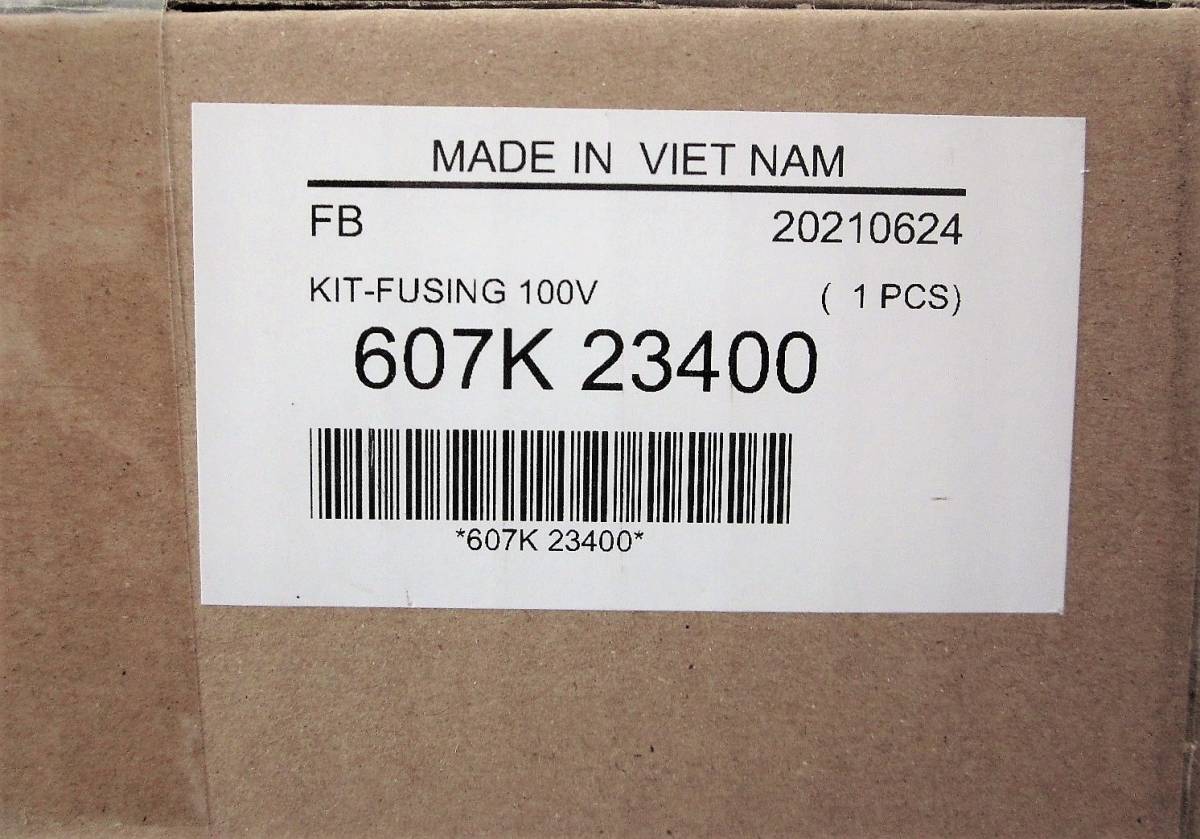 MADE IN VIET NAM
FB 20210624
KIT-FUSING 100V ( 1 PCS)
607K 23400
*607K 23400*